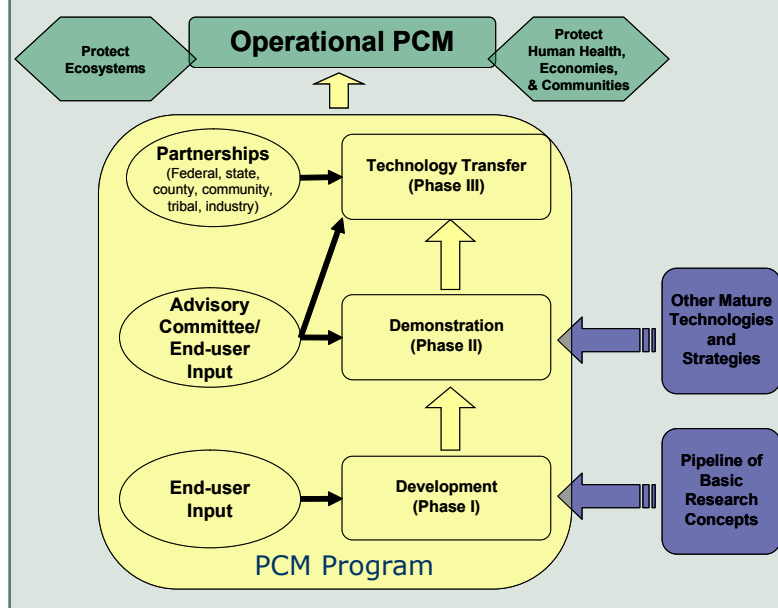 Protect
Ecosystems
Operational PCM
Protect
Human Health,
Economies,
& Communities
Partnerships
(Federal, state,
county, community,
tribal, industry)
Technology Transfer
(Phase III)
Advisory
Committee/
End-user
Input
Demonstration
(Phase II)
Other Mature
Technologies
and
Strategies
End-user
Input
Development
(Phase I)
Pipeline of
Basic
Research
Concepts
PCM Program